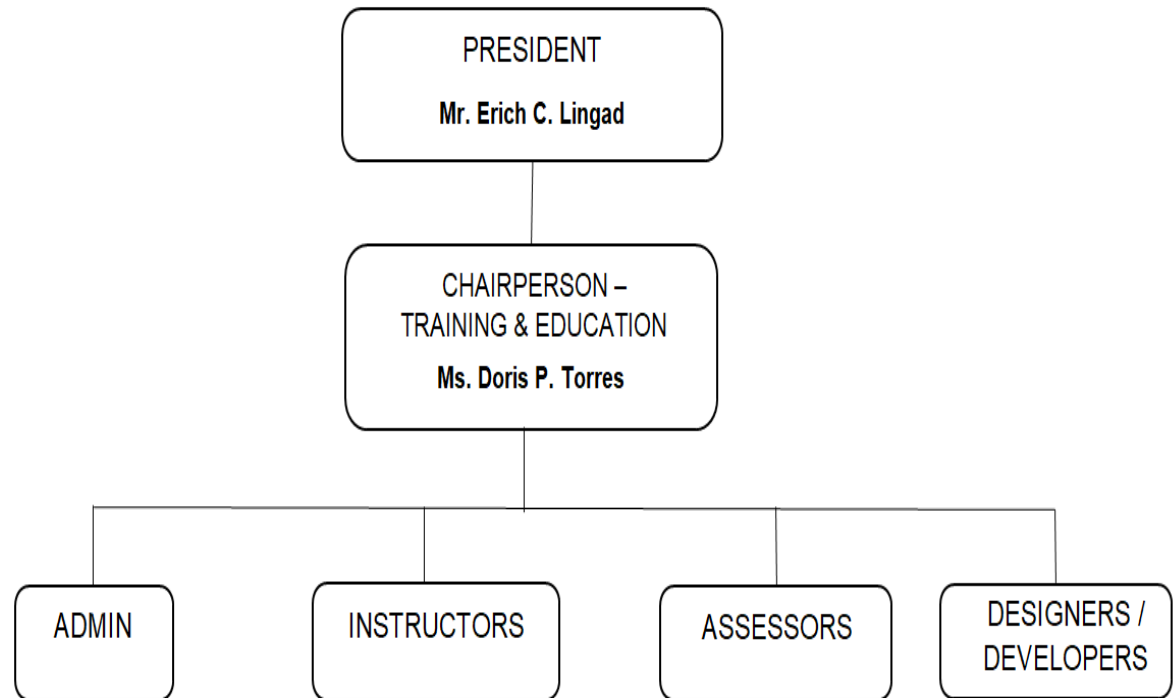 PRESIDENT
Mr. Erich C. Lingad
CHAIRPERSON –
TRAINING & EDUCATION
Ms. Doris P. Torres
ADMIN
INSTRUCTORS
ASSESSORS
DESIGNERS /
DEVELOPERS